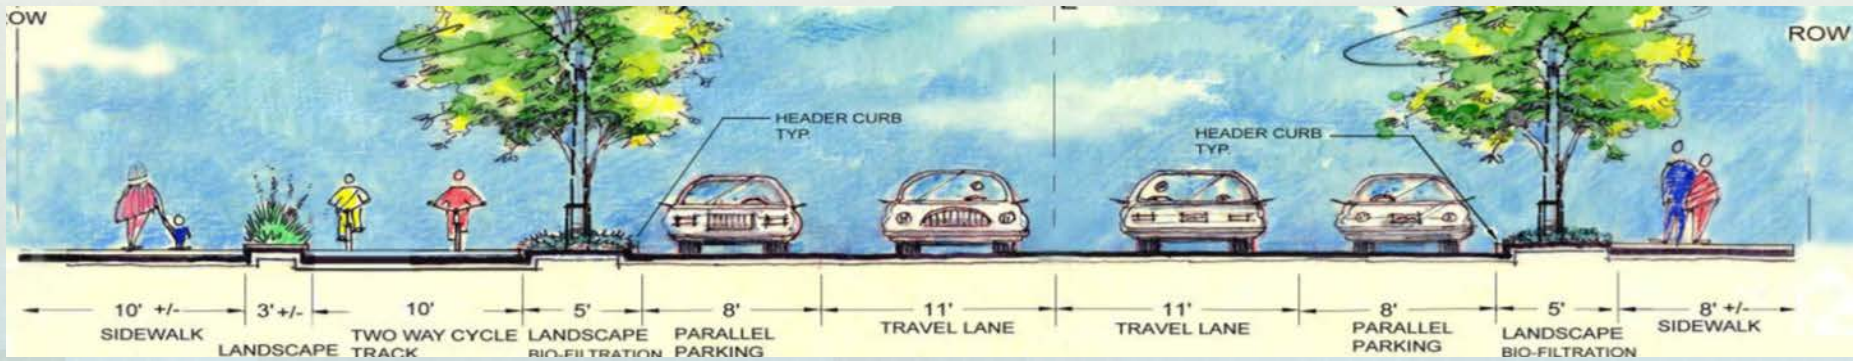 ROW
ROW
HEADER CURB
TYP.
HEADER CURB
TYP.
10' +/-
SIDEWALK
3' +/-
LANDSCAPE
10'
TWO WAY CYCLE
TRACK
5'
LANDSCAPE
BIO-FILTRATION
8'
PARALLEL
PARKING
11'
TRAVEL LANE
11'
TRAVEL LANE
8'
PARALLEL
PARKING
5'
LANDSCAPE
BIO-FILTRATION
8' +/-
SIDEWALK